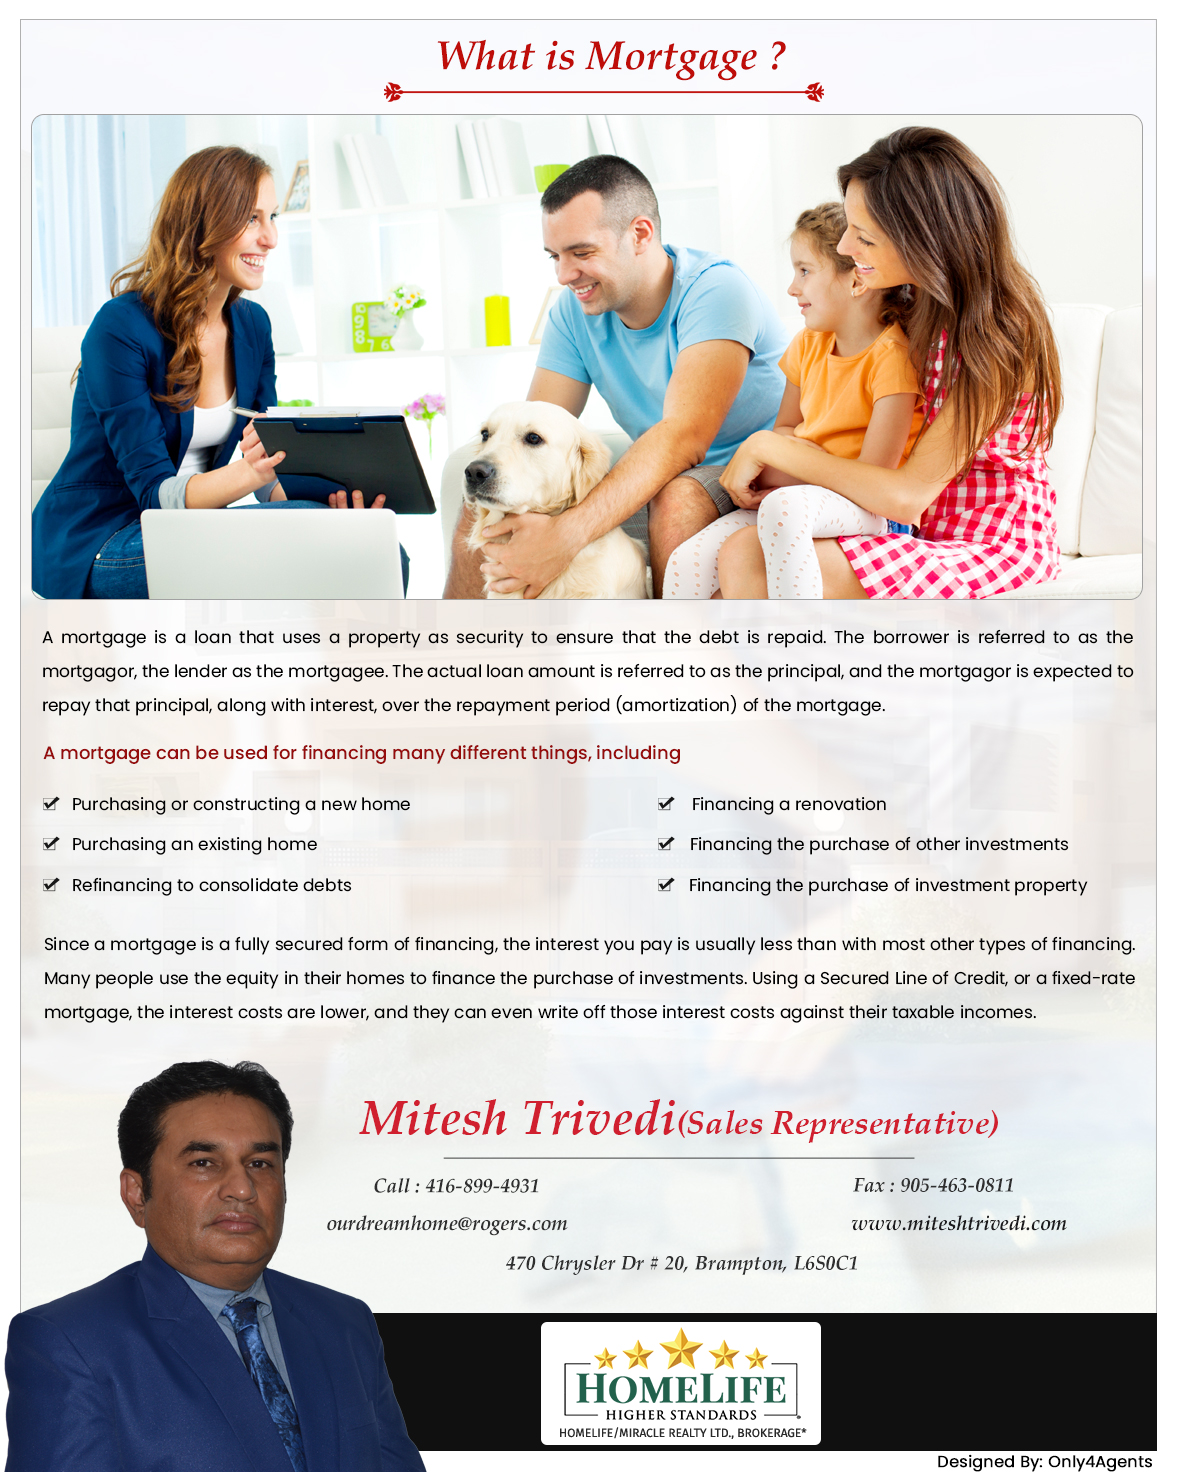 What is Mortgage ?
A mortgage is a loan that uses a property as security to ensure that the debt is repaid. The borrower is referred to as the
mortgagor, the lender as the mortgagee. The actual loan amount is referred to as the principal, and the mortgagor is expected to
repay that principal, along with interest, over the repayment period (amortization) of the mortgage.
A mortgage can be used for financing many different things, including
Purchasing or constructing a new home
Purchasing an existing home
Refinancing to consolidate debts
Financing a renovation
Financing the purchase of other investments
Financing the purchase of investment property
Since a mortgage is a fully secured form of financing, the interest you pay is usually less than with most other types of financing.
Many people use the equity in their homes to finance the purchase of investments. Using a Secured Line of Credit, or a fixed-rate
mortgage, the interest costs are lower, and they can even write off those interest costs against their taxable incomes.
Mitesh Trivedi(Sales Representative)
Call : 416-899-4931
Fax : 905-463-0811
ourdreamhome@rogers.com
www.miteshtrivedi.com
470 Chrysler Dr # 20, Brampton, L6S0C1
HOMELIFE
HIGHER STANDARDS
HOMELIFE/MIRACLE REALTY LTD., BROKERAGE*
Designed By: Only4Agents